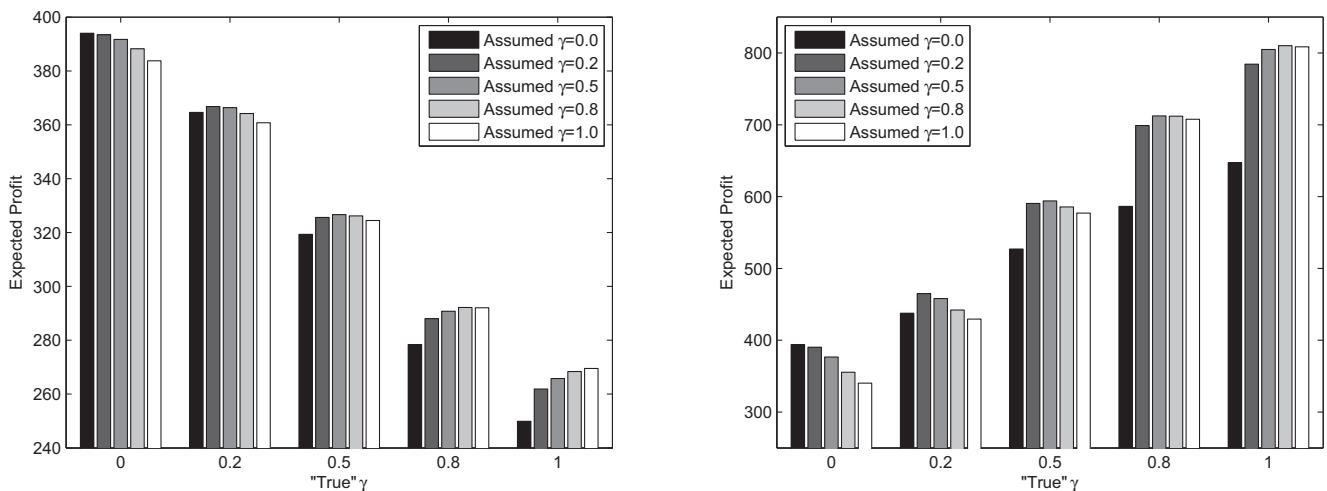 400
380
360
340
320
300
280
260
240
Expected Profit
0 0.2 0.5 0.8 1
"True" γ
Assumed γ=0.0
Assumed γ=0.2
Assumed γ=0.5
Assumed γ=0.8
Assumed γ=1.0
800
700
600
500
400
300
Expected Profit
0 0.2 0.5 0.8 1
"True" γ
Assumed γ=0.0
Assumed γ=0.2
Assumed γ=0.5
Assumed γ=0.8
Assumed γ=1.0